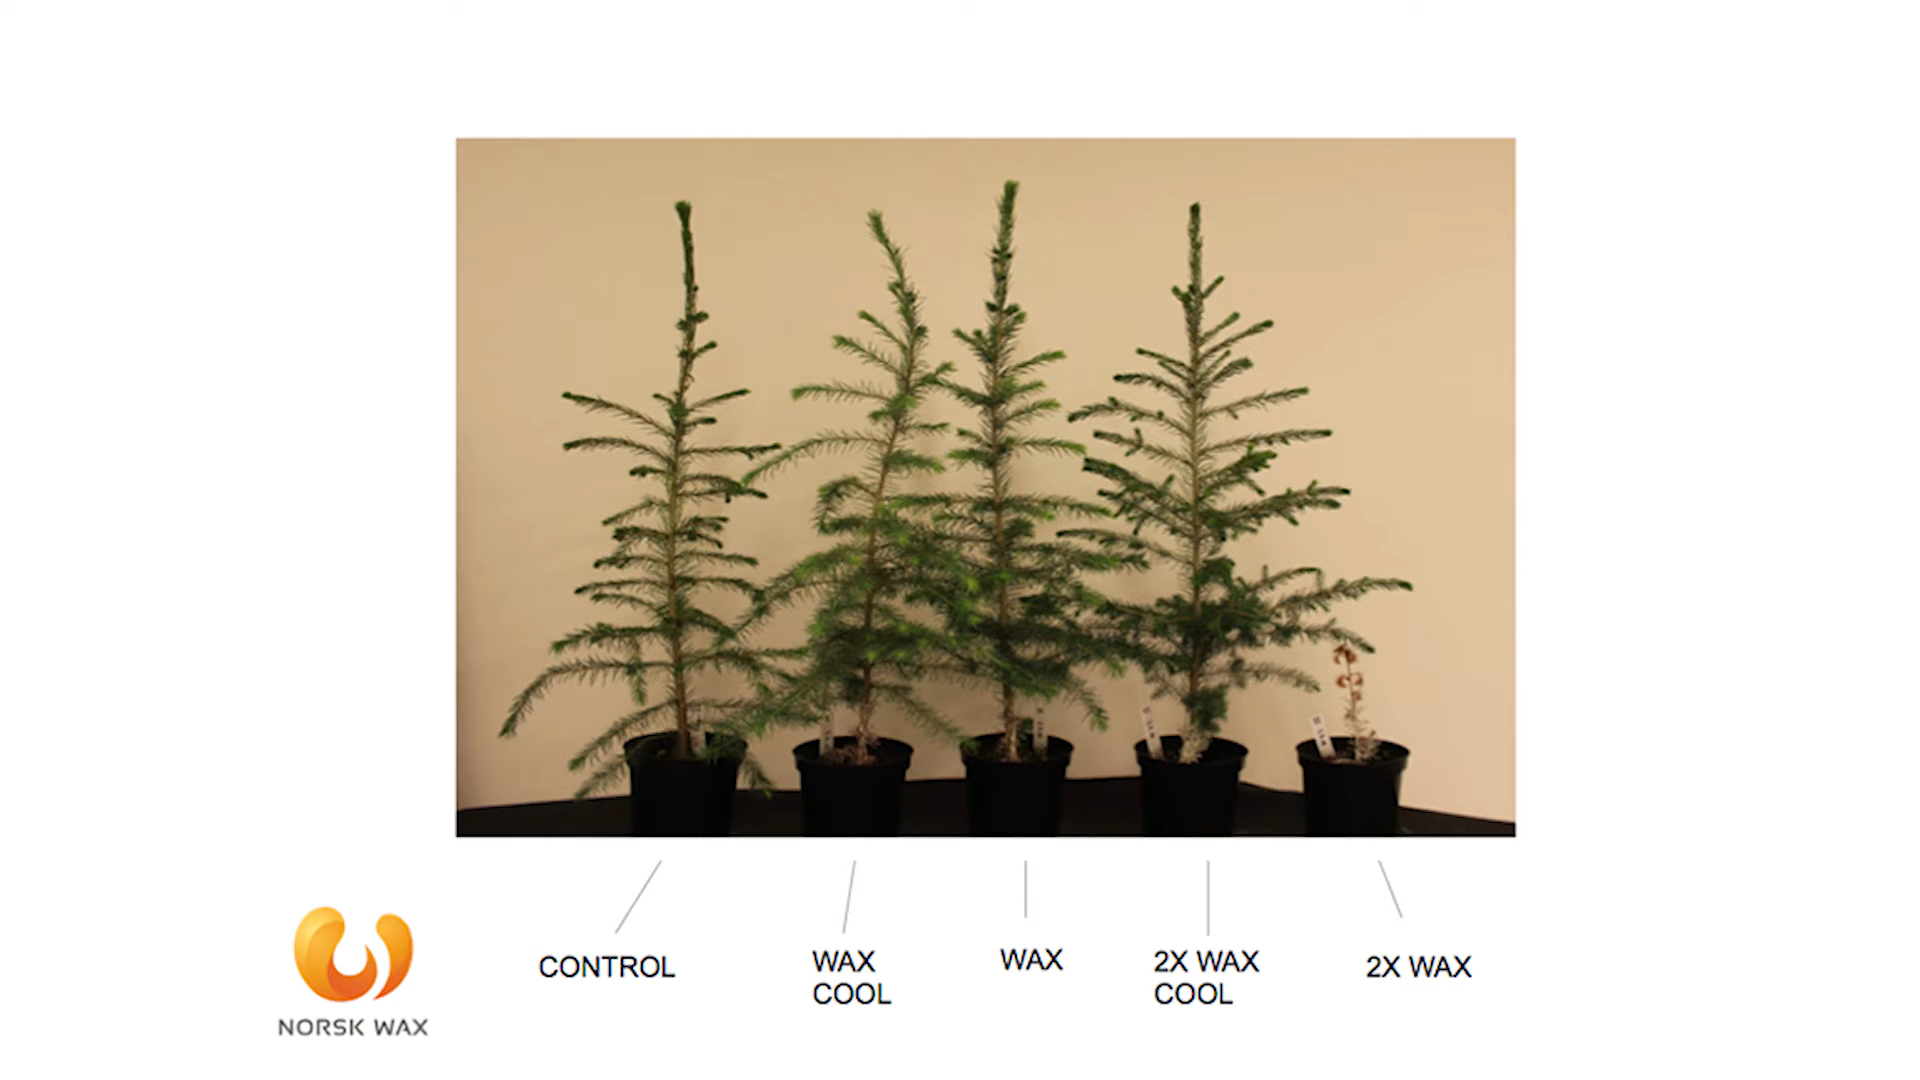 CONTROL
WAX
COOL
WAX
2X WAX
COOL
2X WAX
NORSK WAX